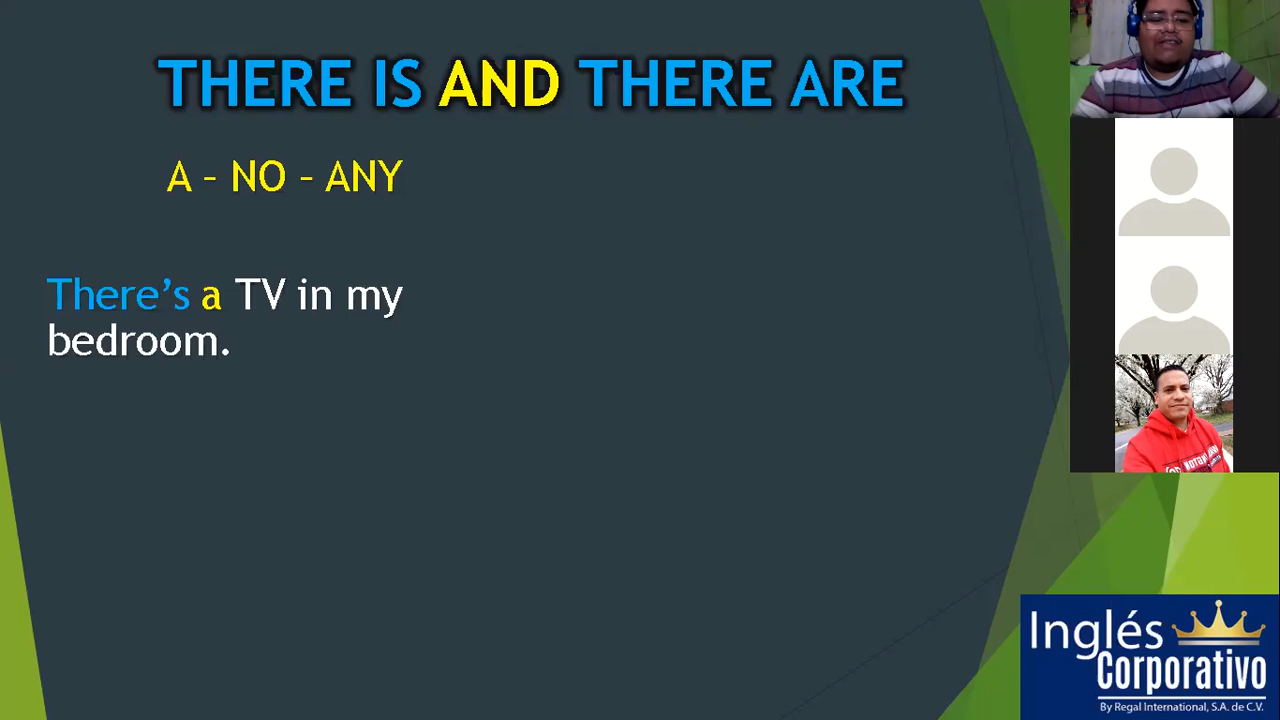 THERE IS AND THERE ARE
A – NO – ANY
There’s a TV in my
bedroom.
Inglés
Corporativo
By Regal International, S.A. de C.V.